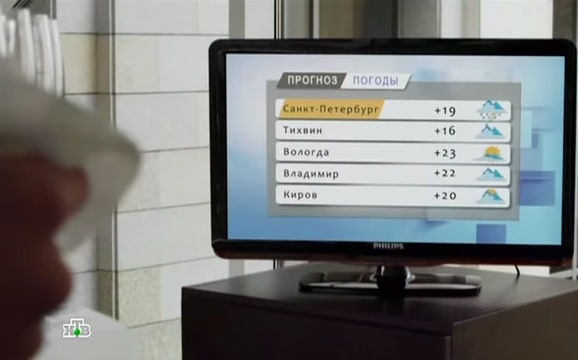 ПРОГНОЗ ПОГОДЫ
Санкт-Петербург +19
Тихвин +16
Вологда +23
Владимир +22
Киров +20
PHILIPS
НТВ